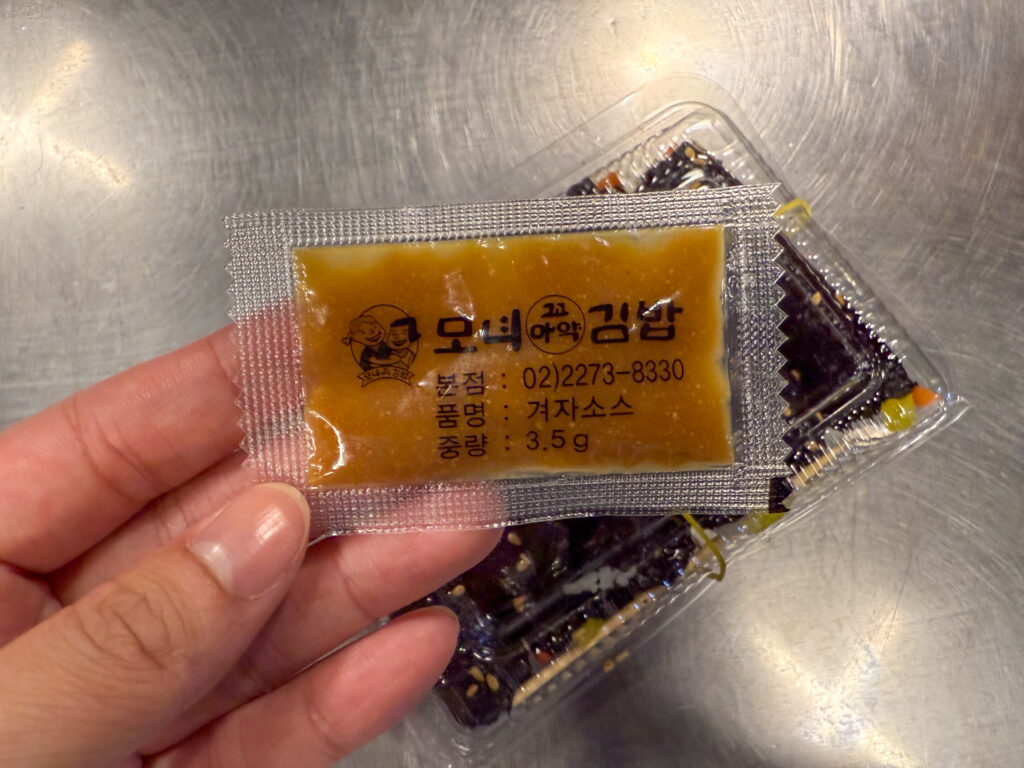 모녀 꼬마약 김밥
본점 : 02)2273-8330
품명 : 겨자소스
중량 : 3.5g